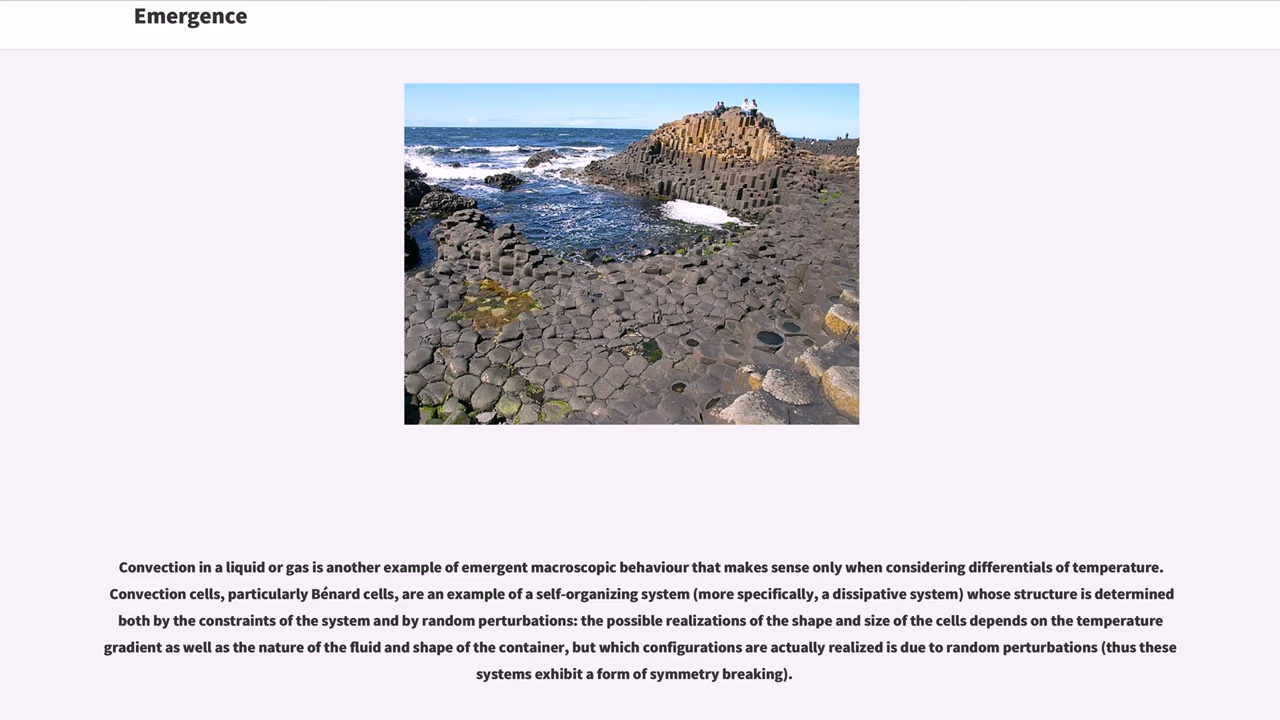 Emergence
Convection in a liquid or gas is another example of emergent macroscopic behaviour that makes sense only when considering differentials of temperature.
Convection cells, particularly Bénard cells, are an example of a self-organizing system (more specifically, a dissipative system) whose structure is determined
both by the constraints of the system and by random perturbations: the possible realizations of the shape and size of the cells depends on the temperature
gradient as well as the nature of the fluid and shape of the container, but which configurations are actually realized is due to random perturbations (thus these
systems exhibit a form of symmetry breaking).